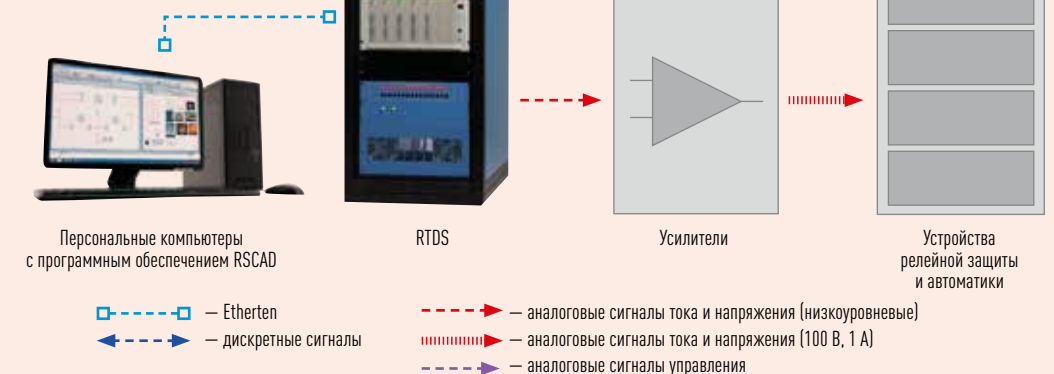 Персональные компьютеры
с программным обеспечением RSCAD
RTDS
Усилители
Устройства
релейной защиты
и автоматики
— Etherten
— дискретные сигналы
— аналоговые сигналы тока и напряжения (низкоуровневые)
— аналоговые сигналы тока и напряжения (100 В, 1 А)
— аналоговые сигналы управления